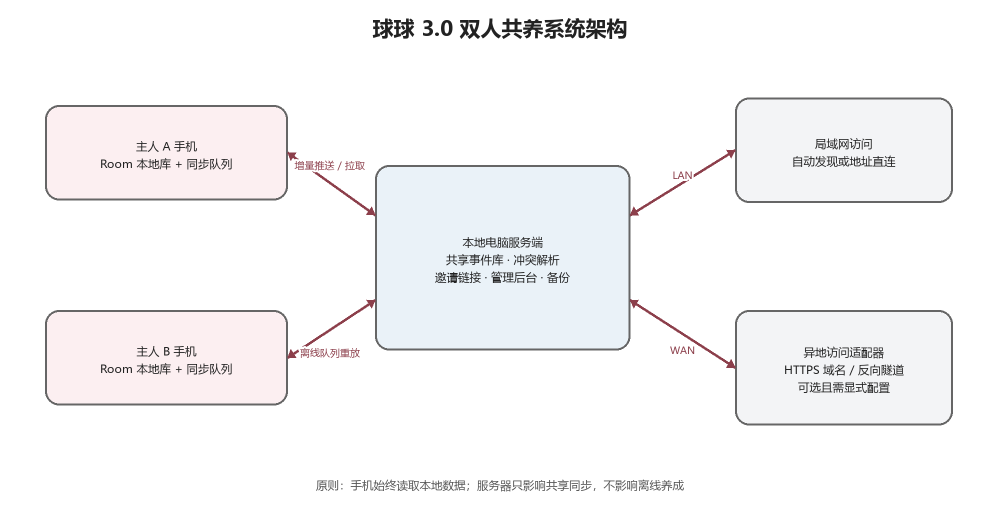 球球 3.0 双人共养系统架构
主人 A 手机
Room 本地库 + 同步队列
增量推送 / 拉取
局域网访问
自动发现或地址直连
LAN
本地电脑服务端
共享事件库 · 冲突解析
邀请链接 · 管理后台 · 备份
主人 B 手机
Room 本地库 + 同步队列
离线队列重放
WAN
异地访问适配器
HTTPS 域名 / 反向隧道
可选且需显式配置
原则：手机始终读取本地数据；服务器只影响共享同步，不影响离线养成